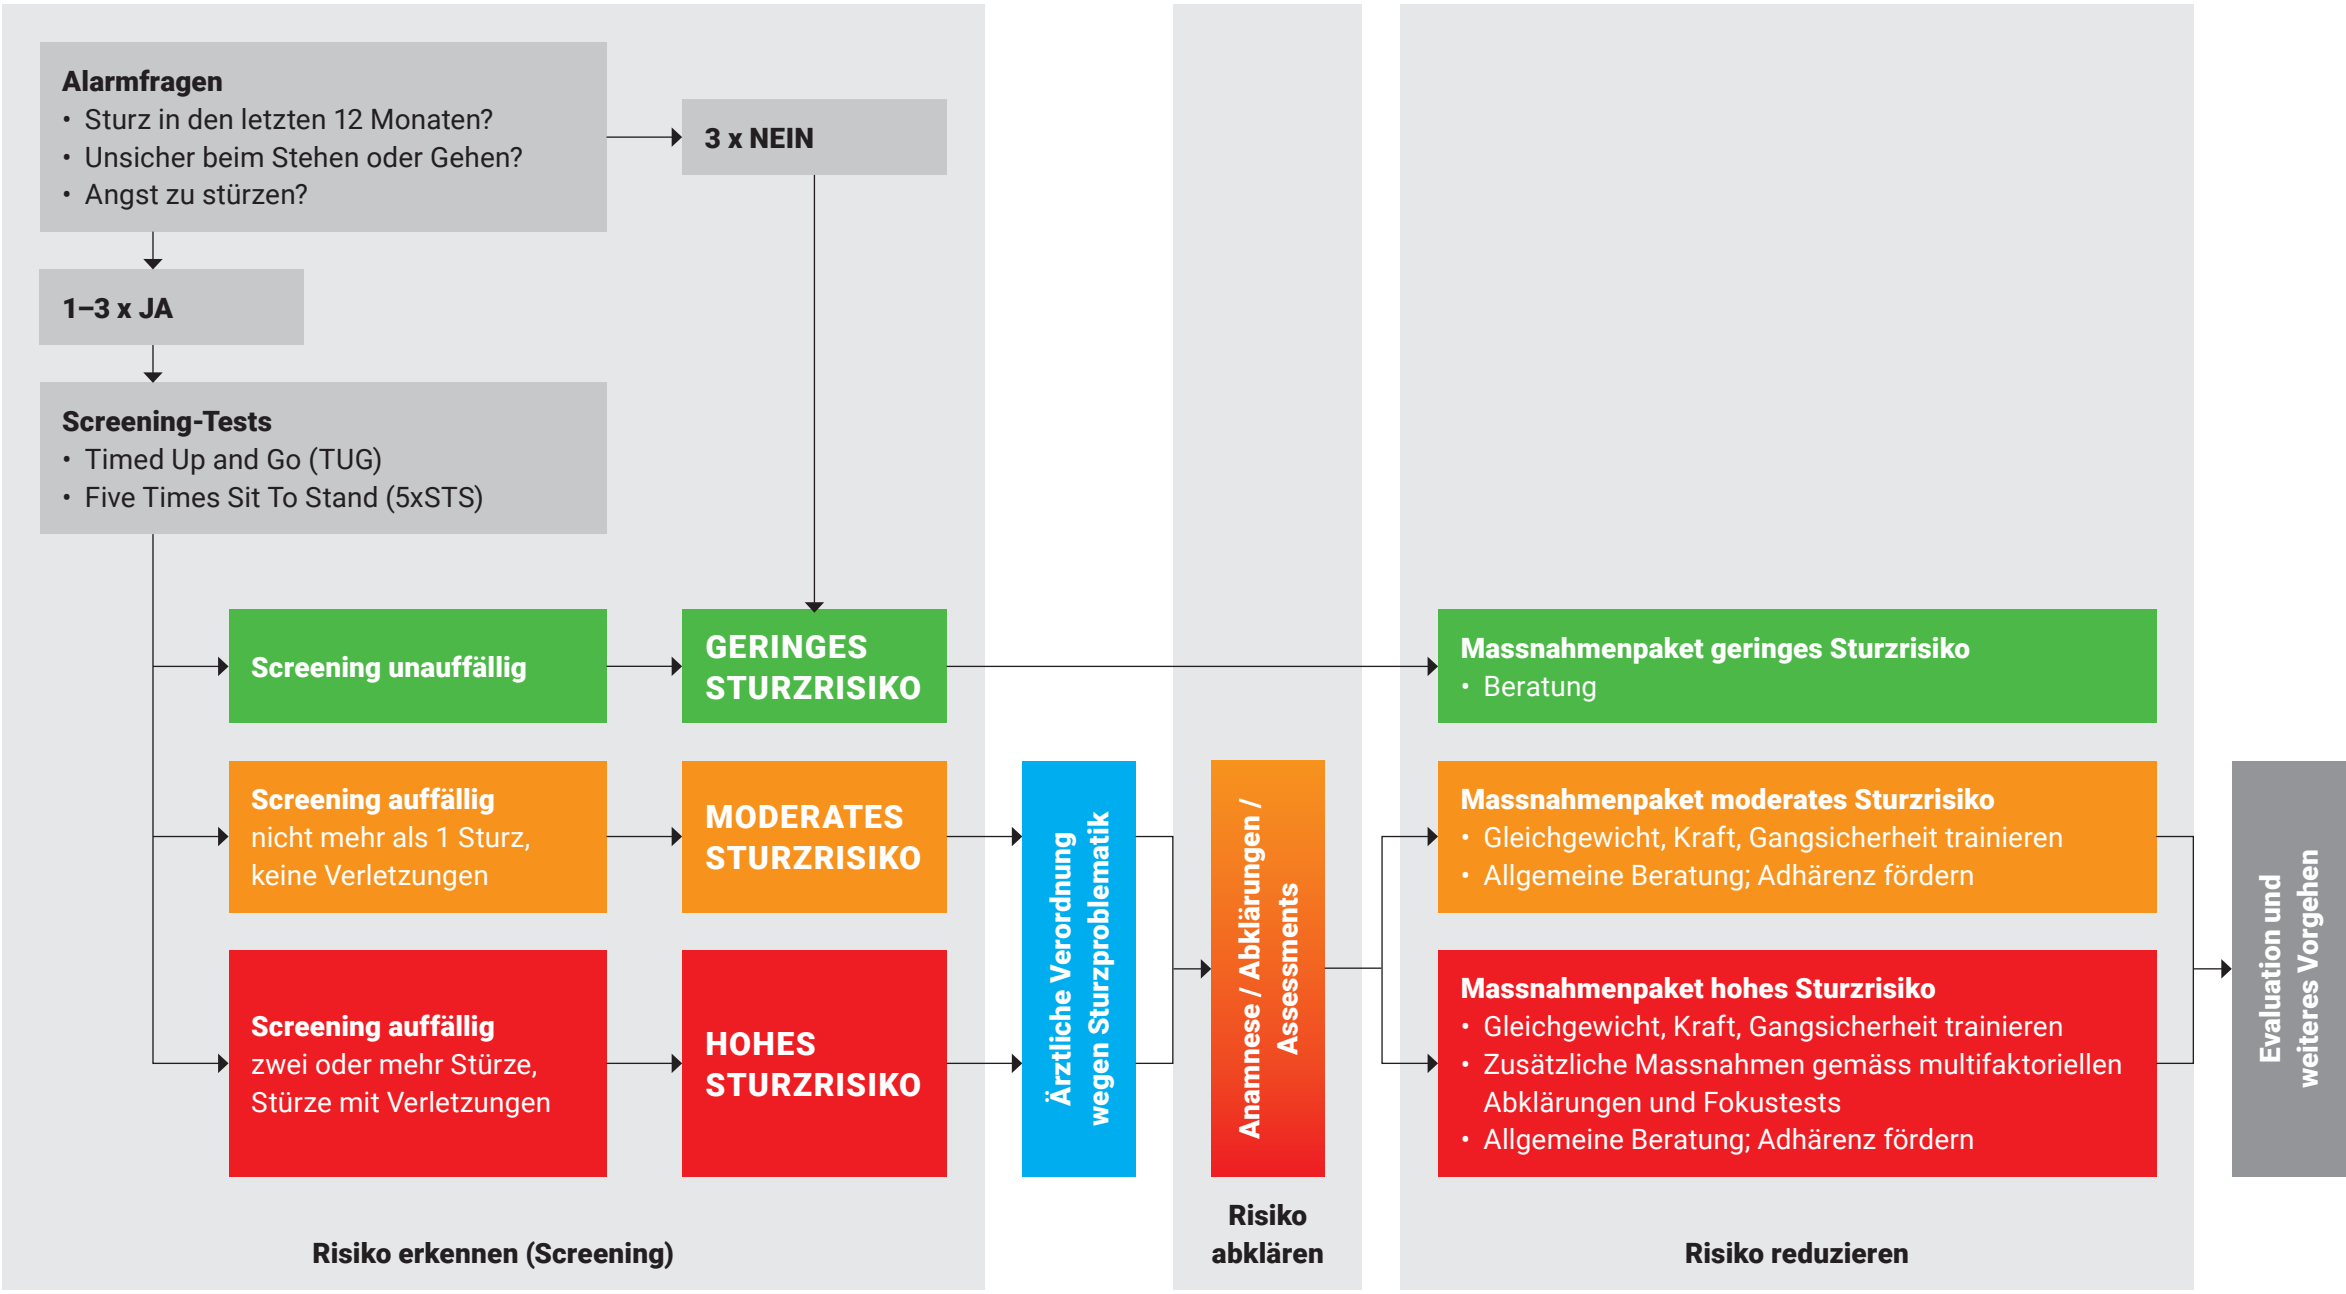 Alarmfragen
• Sturz in den letzten 12 Monaten?
• Unsicher beim Stehen oder Gehen?
• Angst zu stürzen?
3 x NEIN
1–3 x JA
Screening-Tests
• Timed Up and Go (TUG)
• Five Times Sit To Stand (5xSTS)
Screening unauffällig
GERINGES
STURZRISIKO
Massnahmenpaket geringes Sturzrisiko
• Beratung
Screening auffällig
nicht mehr als 1 Sturz,
keine Verletzungen
MODERATES
STURZRISIKO
Screening auffällig
zwei oder mehr Stürze,
Stürze mit Verletzungen
HOHES
STURZRISIKO
Ärztliche Verordnung
wegen Sturzproblematik
Anamnese / Abklärungen /
Assessments
Massnahmenpaket moderates Sturzrisiko
• Gleichgewicht, Kraft, Gangsicherheit trainieren
• Allgemeine Beratung; Adhärenz fördern
Massnahmenpaket hohes Sturzrisiko
• Gleichgewicht, Kraft, Gangsicherheit trainieren
• Zusätzliche Massnahmen gemäss multifaktoriellen
Abklärungen und Fokustests
• Allgemeine Beratung; Adhärenz fördern
Evaluation und
weiteres Vorgehen
Risiko erkennen (Screening)
Risiko
abklären
Risiko reduzieren